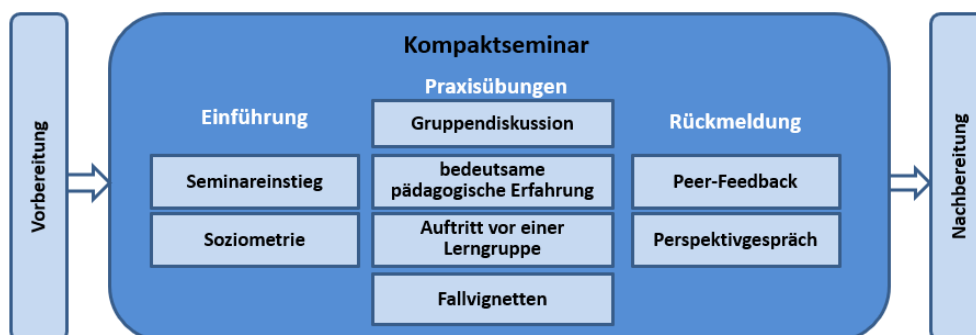 Vorbereitung
Kompaktseminar
Einführung
Seminareinstieg
Soziometrie
Praxisübungen
Gruppendiskussion
bedeutsame
pädagogische Erfahrung
Auftritt vor einer
Lerngruppe
Fallvignetten
Rückmeldung
Peer-Feedback
Perspektivgespräch
Nachbereitung